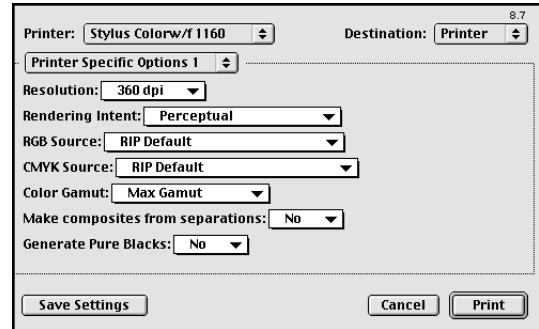 8.7
Printer: Stylus Colorw/f 1160 Destination: Printer
Printer Specific Options 1
Resolution: 360 dpi
Rendering Intent: Perceptual
RGB Source: RIP Default
CMYK Source: RIP Default
Color Gamut: Max Gamut
Make composites from separations: No
Generate Pure Blacks: No
Save Settings Cancel Print